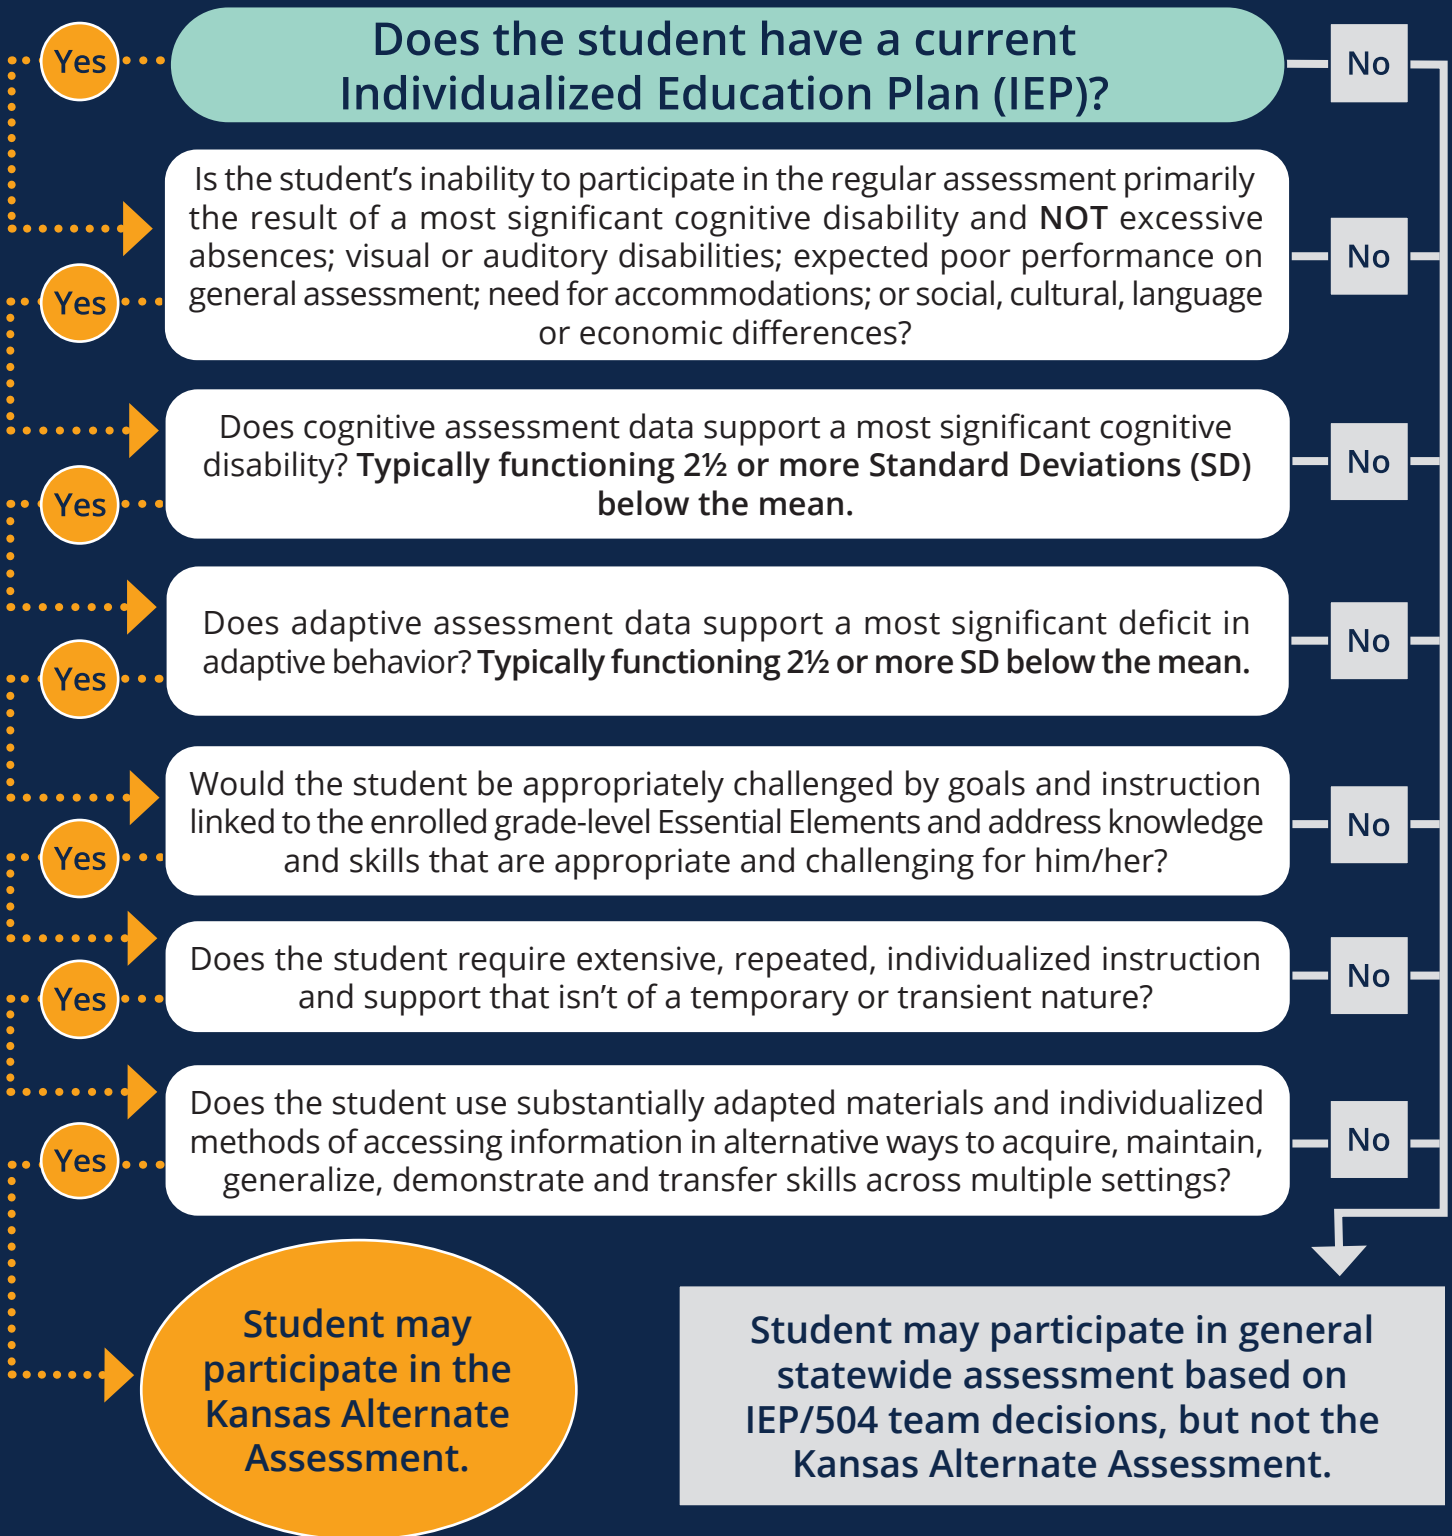 Does the student have a current
Individualized Education Plan (IEP)?
Yes
No
Is the student’s inability to participate in the regular assessment primarily
the result of a most significant cognitive disability and NOT excessive
absences; visual or auditory disabilities; expected poor performance on
general assessment; need for accommodations; or social, cultural, language
or economic differences?
Yes
No
Does cognitive assessment data support a most significant cognitive
disability? Typically functioning 2½ or more Standard Deviations (SD)
below the mean.
Yes
No
Does adaptive assessment data support a most significant deficit in
adaptive behavior? Typically functioning 2½ or more SD below the mean.
Yes
No
Would the student be appropriately challenged by goals and instruction
linked to the enrolled grade-level Essential Elements and address knowledge
and skills that are appropriate and challenging for him/her?
Yes
No
Does the student require extensive, repeated, individualized instruction
and support that isn’t of a temporary or transient nature?
Yes
No
Does the student use substantially adapted materials and individualized
methods of accessing information in alternative ways to acquire, maintain,
generalize, demonstrate and transfer skills across multiple settings?
Yes
No
Student may
participate in the
Kansas Alternate
Assessment.
Student may participate in general
statewide assessment based on
IEP/504 team decisions, but not the
Kansas Alternate Assessment.